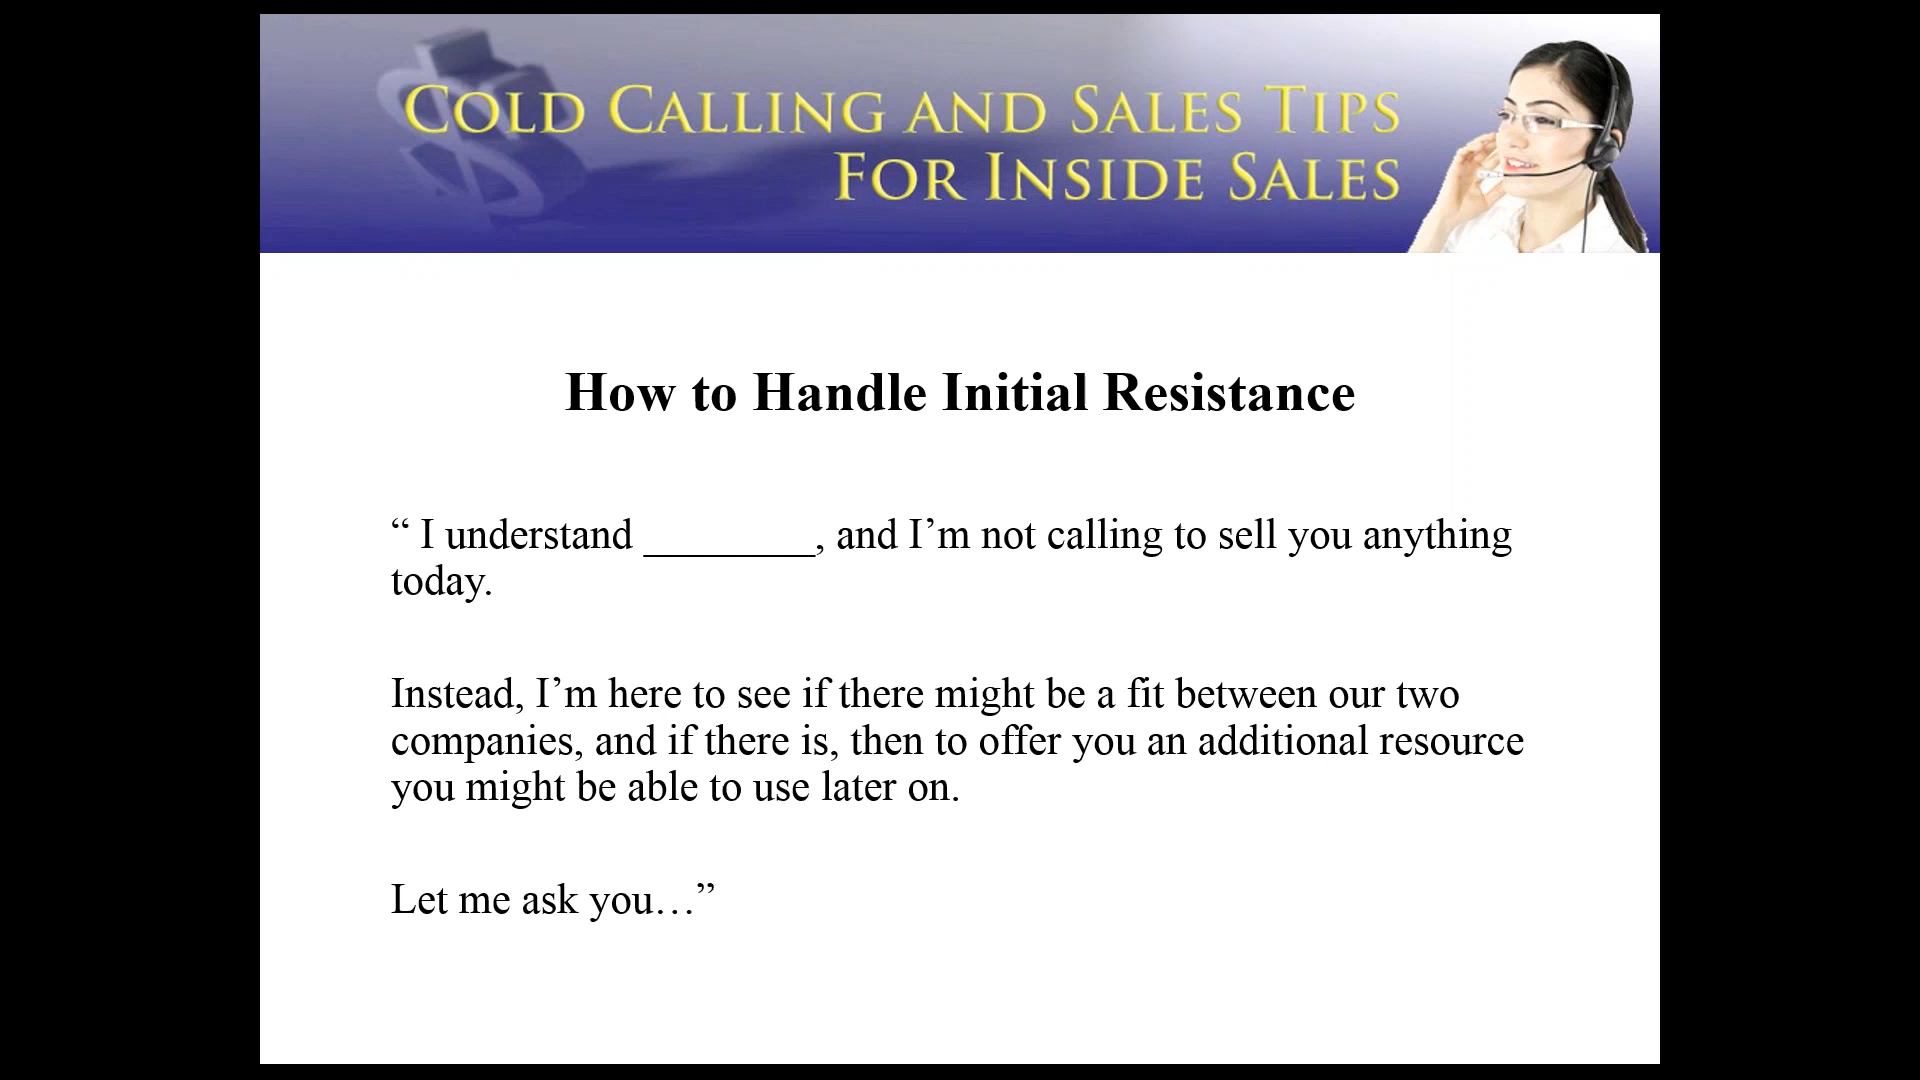 COLD CALLING AND SALES TIPS
FOR INSIDE SALES
How to Handle Initial Resistance
“ I understand ________, and I’m not calling to sell you anything
today.
Instead, I’m here to see if there might be a fit between our two
companies, and if there is, then to offer you an additional resource
you might be able to use later on.
Let me ask you…”